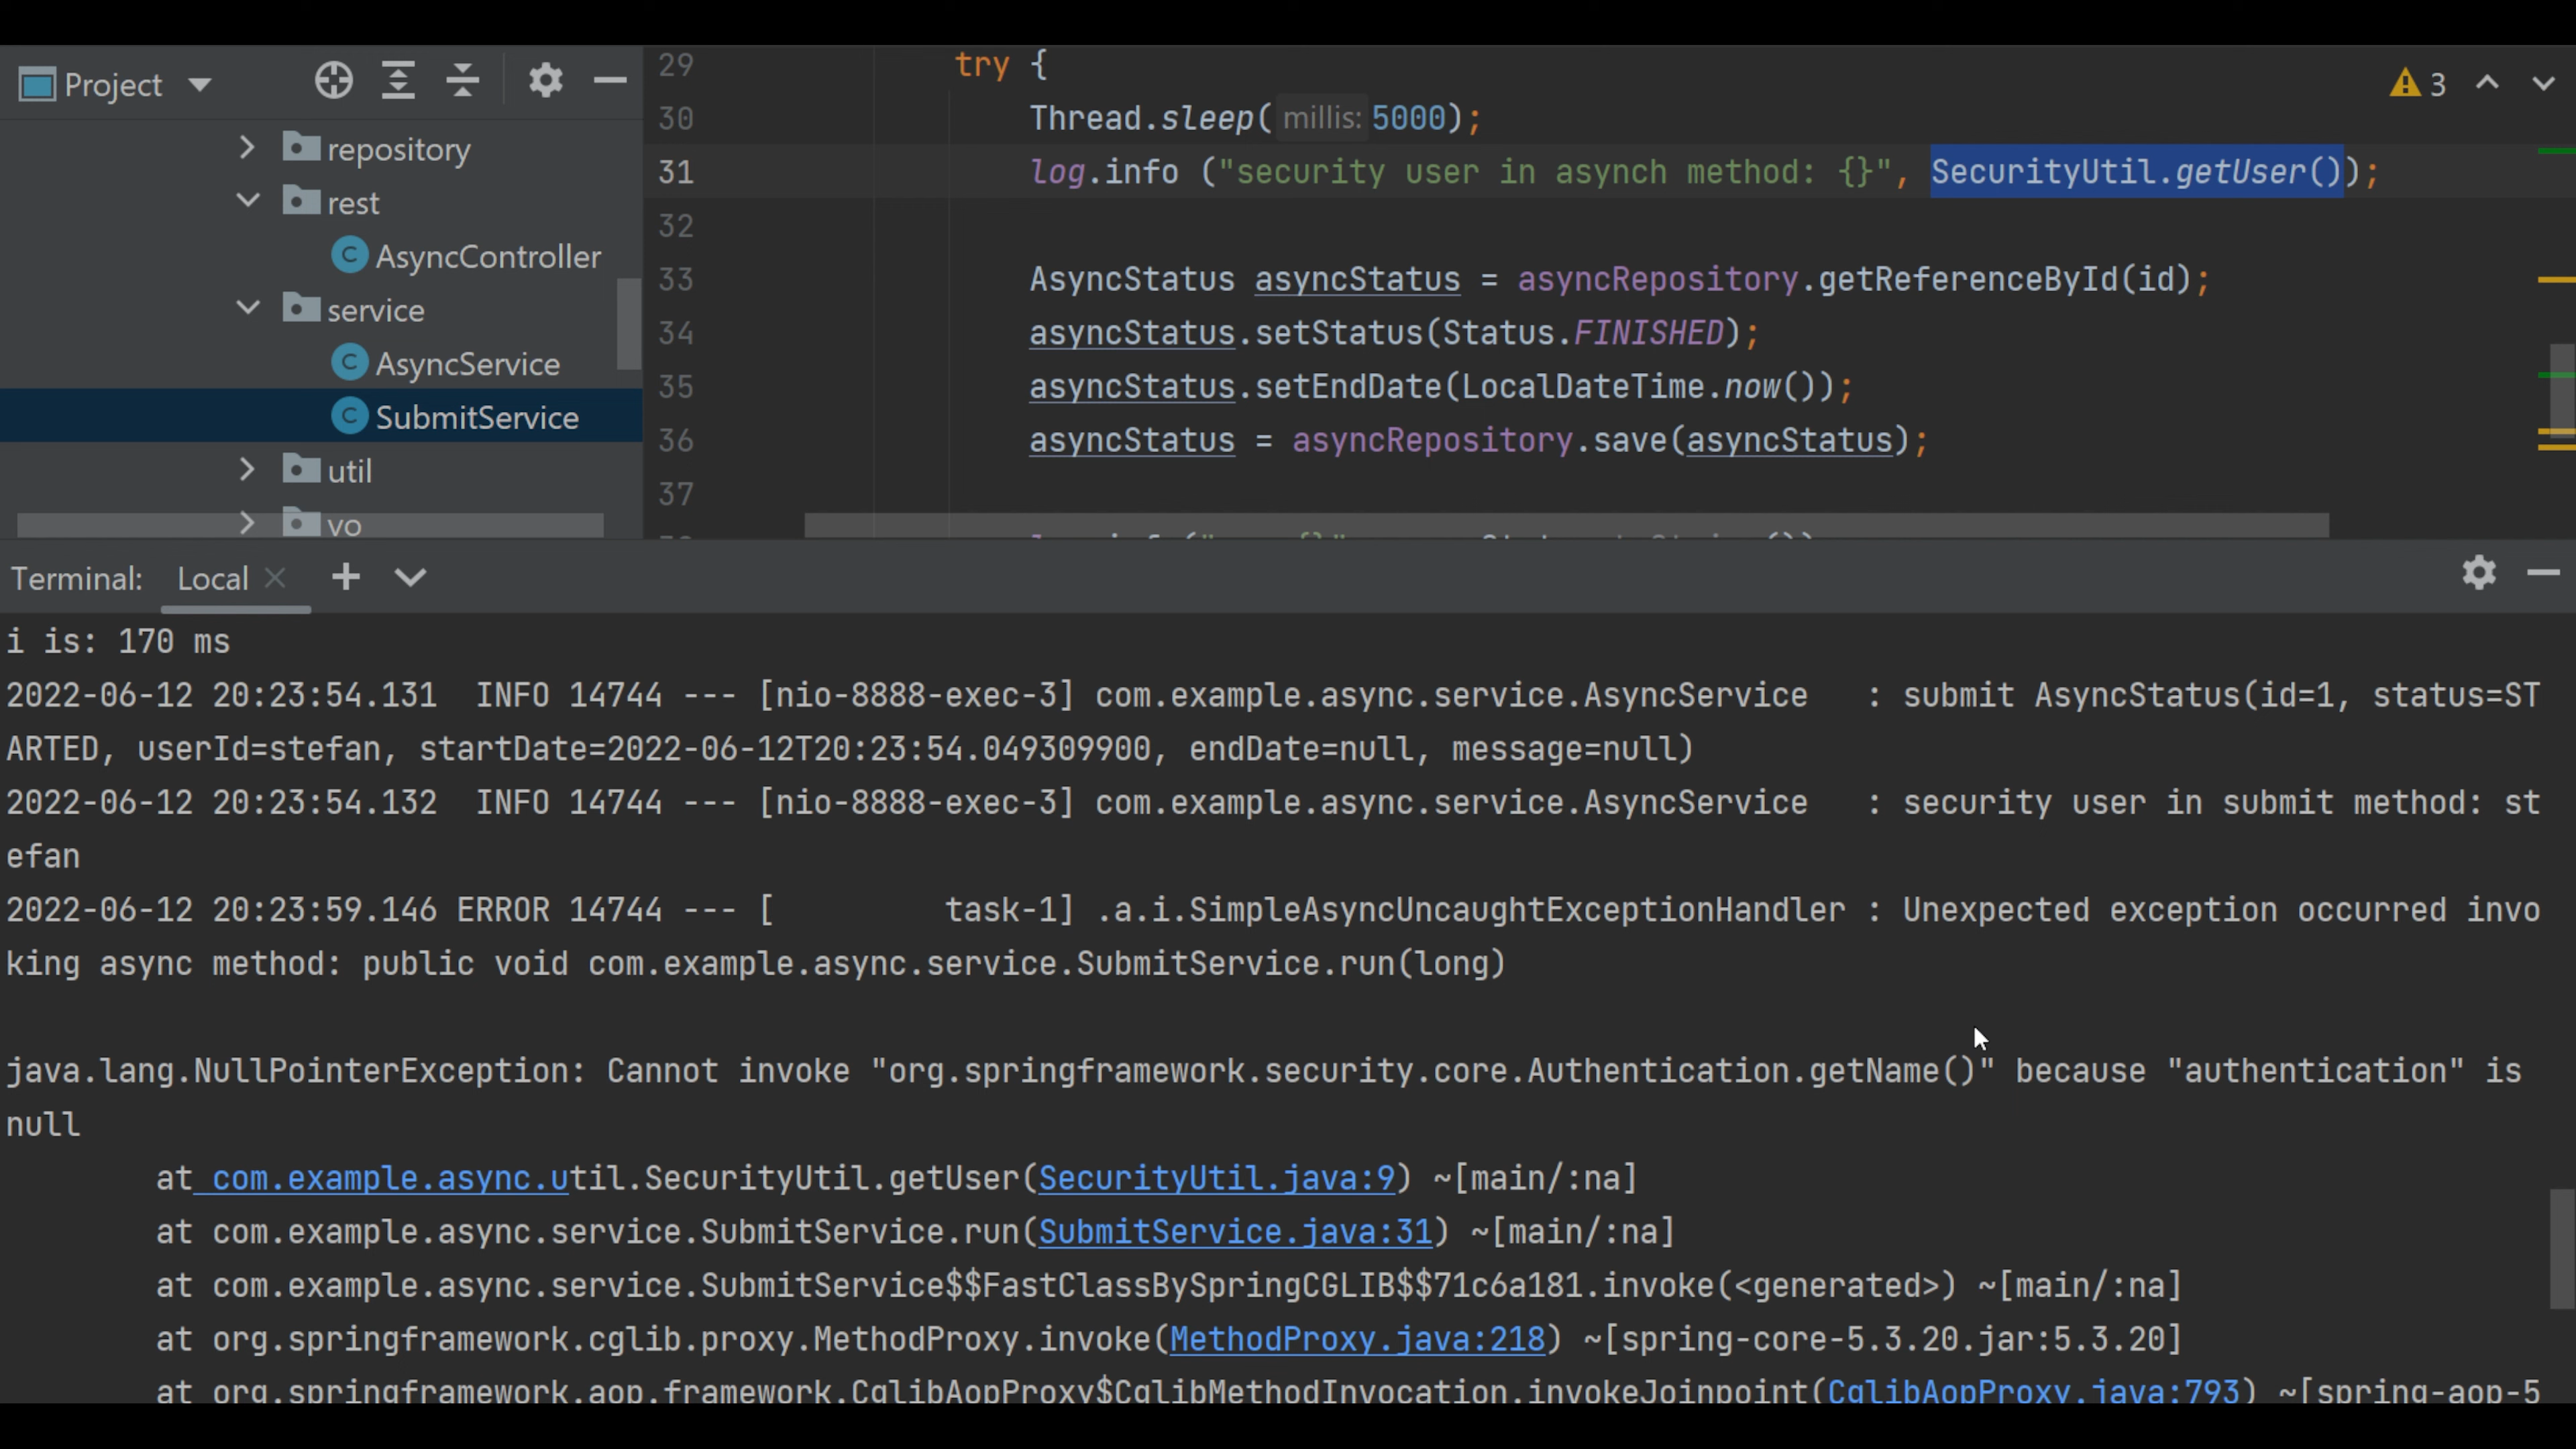 Project
repository
rest
AsyncController
service
AsyncService
SubmitService
util
vo
3
29 try {
30 Thread.sleep( millis: 5000);
31 log.info ("security user in asynch method: {}", SecurityUtil.getUser());
32
33 AsyncStatus asyncStatus = asyncRepository.getReferenceById(id);
34 asyncStatus.setStatus(Status.FINISHED);
35 asyncStatus.setEndDate(LocalDateTime.now());
36 asyncStatus = asyncRepository.save(asyncStatus);
37
Terminal: Local
i is: 170 ms
2022-06-12 20:23:54.131  INFO 14744 --- [nio-8888-exec-3] com.example.async.service.AsyncService   : submit AsyncStatus(id=1, status=ST
ARTED, userId=stefan, startDate=2022-06-12T20:23:54.049309900, endDate=null, message=null)
2022-06-12 20:23:54.132  INFO 14744 --- [nio-8888-exec-3] com.example.async.service.AsyncService   : security user in submit method: st
efan
2022-06-12 20:23:59.146 ERROR 14744 --- [         task-1] .a.i.SimpleAsyncUncaughtExceptionHandler : Unexpected exception occurred invo
king async method: public void com.example.async.service.SubmitService.run(long)
java.lang.NullPointerException: Cannot invoke "org.springframework.security.core.Authentication.getName()" because "authentication" is
null
at com.example.async.util.SecurityUtil.getUser(SecurityUtil.java:9) ~[main/:na]
at com.example.async.service.SubmitService.run(SubmitService.java:31) ~[main/:na]
at com.example.async.service.SubmitService$$FastClassBySpringCGLIB$$71c6a181.invoke(<generated>) ~[main/:na]
at org.springframework.cglib.proxy.MethodProxy.invoke(MethodProxy.java:218) ~[spring-core-5.3.20.jar:5.3.20]
at org.springframework.aop.framework.CglibAopProxy$CglibMethodInvocation.invokeJoinpoint(CglibAopProxy.java:793) ~[spring-aop-5